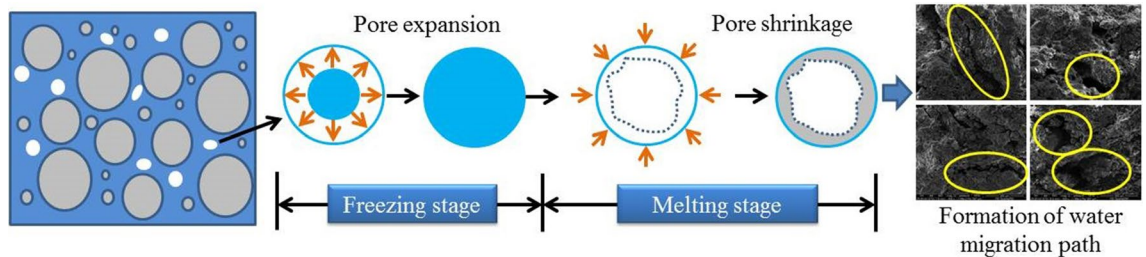 Pore expansion
Pore shrinkage
Freezing stage
Melting stage
Formation of water
migration path